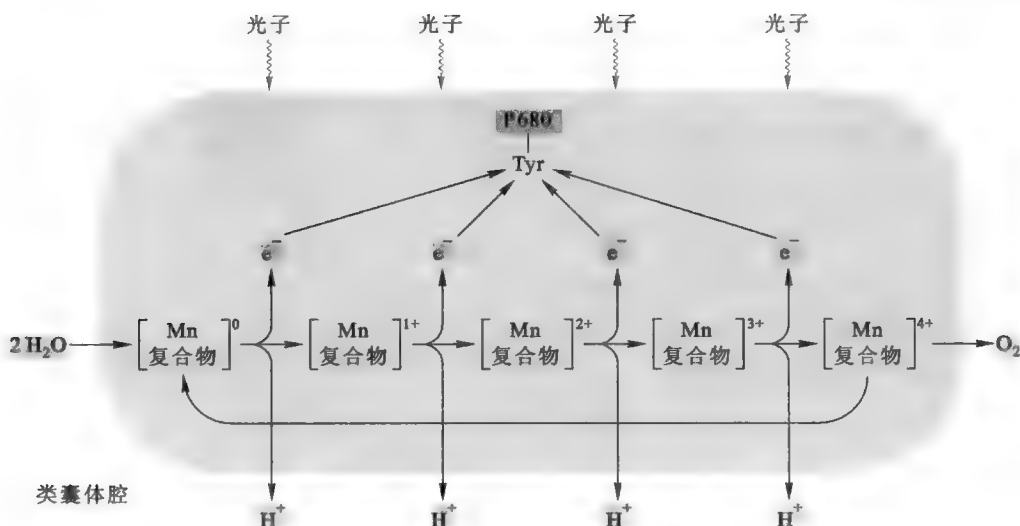 光子 光子 光子 光子
P680
Tyr
e⁻ e⁻ e⁻ e⁻
2 H₂O [Mn 复合物]⁰ [Mn 复合物]¹⁺ [Mn 复合物]²⁺ [Mn 复合物]³⁺ [Mn 复合物]⁴⁺ O₂
类囊体腔
H⁺ H⁺ H⁺ H⁺